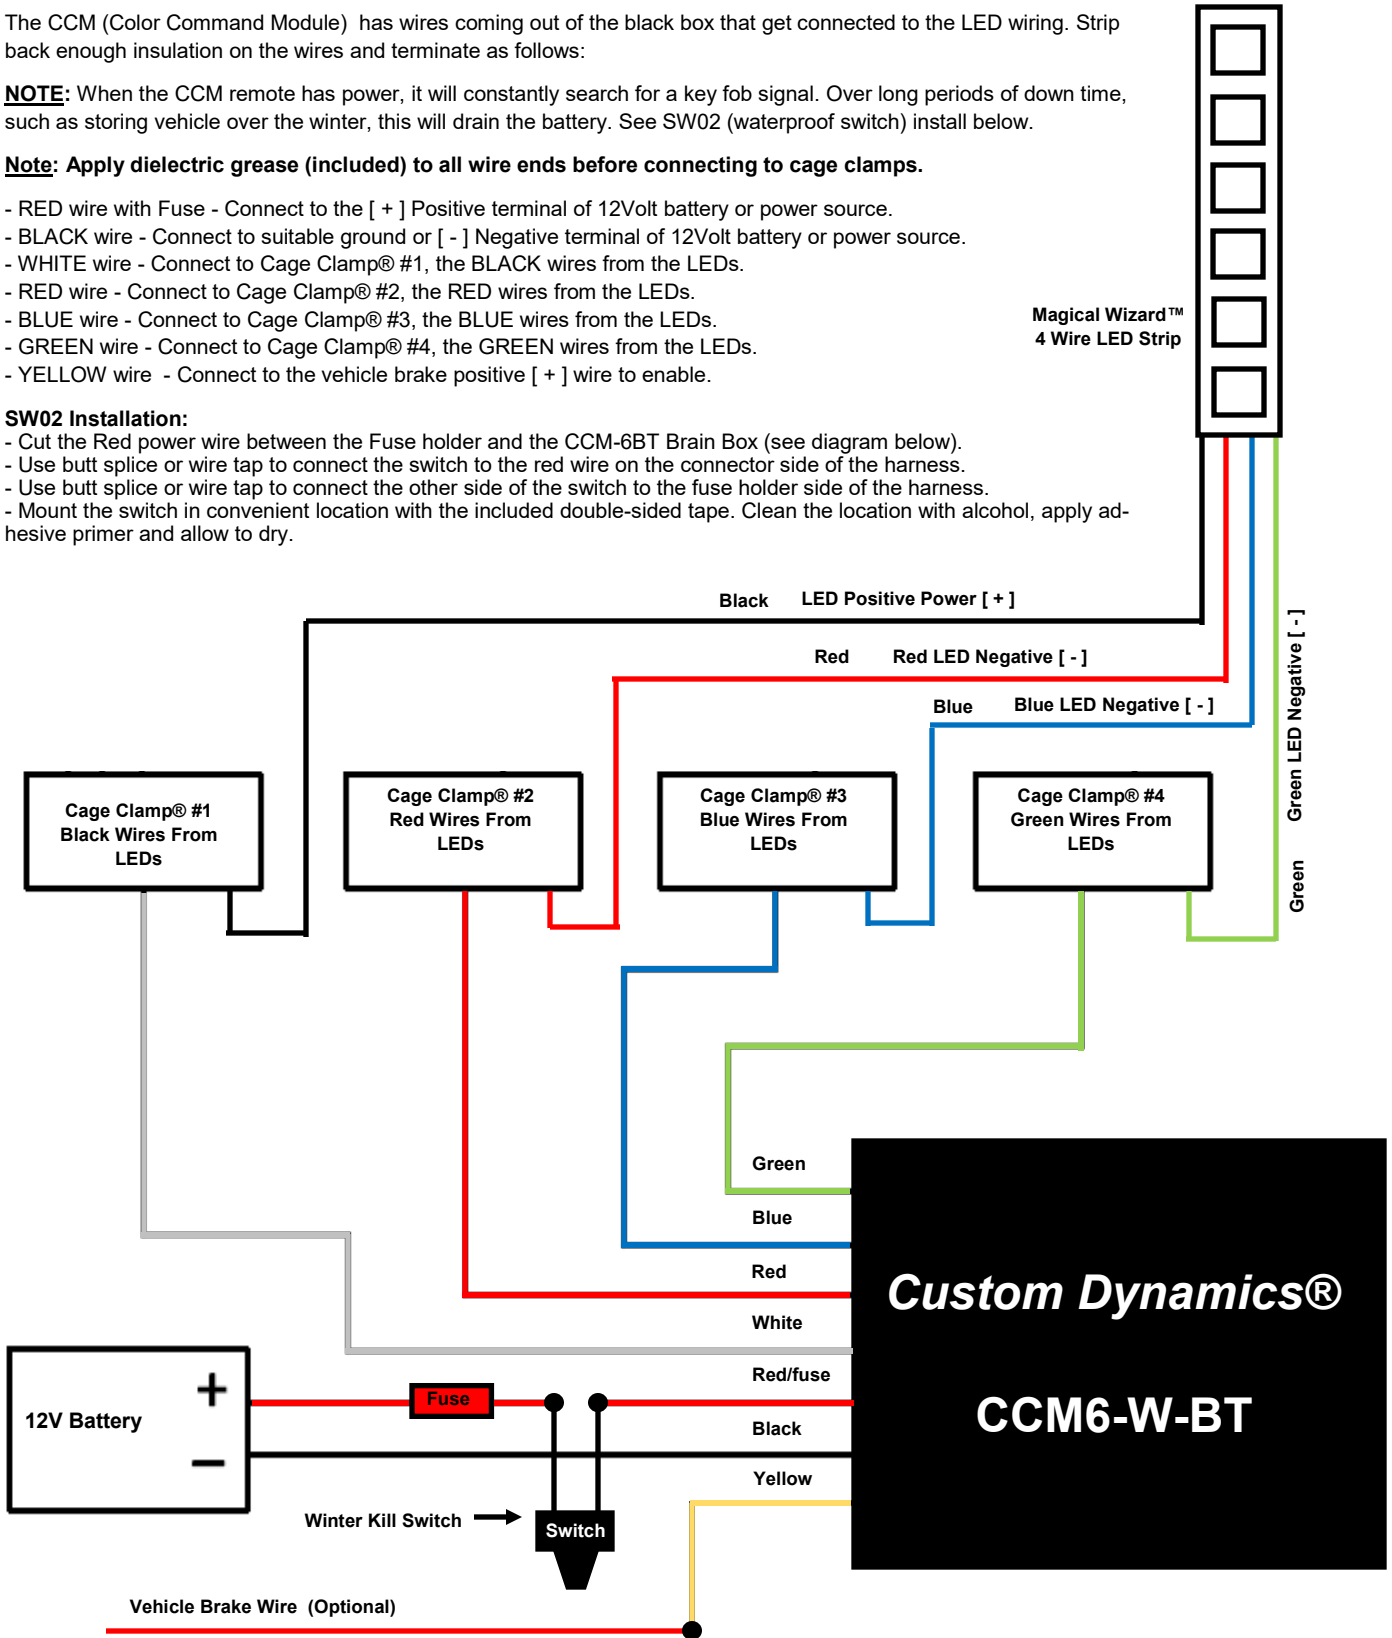 The CCM (Color Command Module)  has wires coming out of the black box that get connected to the LED wiring. Strip
back enough insulation on the wires and terminate as follows:
NOTE: When the CCM remote has power, it will constantly search for a key fob signal. Over long periods of down time,
such as storing vehicle over the winter, this will drain the battery. See SW02 (waterproof switch) install below.
Note: Apply dielectric grease (included) to all wire ends before connecting to cage clamps.
- RED wire with Fuse - Connect to the [ + ] Positive terminal of 12Volt battery or power source.
- BLACK wire - Connect to suitable ground or [ - ] Negative terminal of 12Volt battery or power source.
- WHITE wire - Connect to Cage Clamp® #1, the BLACK wires from the LEDs.
- RED wire - Connect to Cage Clamp® #2, the RED wires from the LEDs.
- BLUE wire - Connect to Cage Clamp® #3, the BLUE wires from the LEDs.
- GREEN wire - Connect to Cage Clamp® #4, the GREEN wires from the LEDs.
- YELLOW wire  - Connect to the vehicle brake positive [ + ] wire to enable.
Magical Wizard™
4 Wire LED Strip
SW02 Installation:
- Cut the Red power wire between the Fuse holder and the CCM-6BT Brain Box (see diagram below).
- Use butt splice or wire tap to connect the switch to the red wire on the connector side of the harness.
- Use butt splice or wire tap to connect the other side of the switch to the fuse holder side of the harness.
- Mount the switch in convenient location with the included double-sided tape. Clean the location with alcohol, apply ad-
hesive primer and allow to dry.
Black LED Positive Power [ + ]
Red Red LED Negative [ - ]
Blue Blue LED Negative [ - ]
Green Green LED Negative [ - ]
Cage Clamp® #1
Black Wires From
LEDs
Cage Clamp® #2
Red Wires From
LEDs
Cage Clamp® #3
Blue Wires From
LEDs
Cage Clamp® #4
Green Wires From
LEDs
Green
Blue
Red
White
Red/fuse
Black
Yellow
Custom Dynamics®
CCM6-W-BT
12V Battery
+
−
Fuse
Winter Kill Switch
Switch
Vehicle Brake Wire  (Optional)